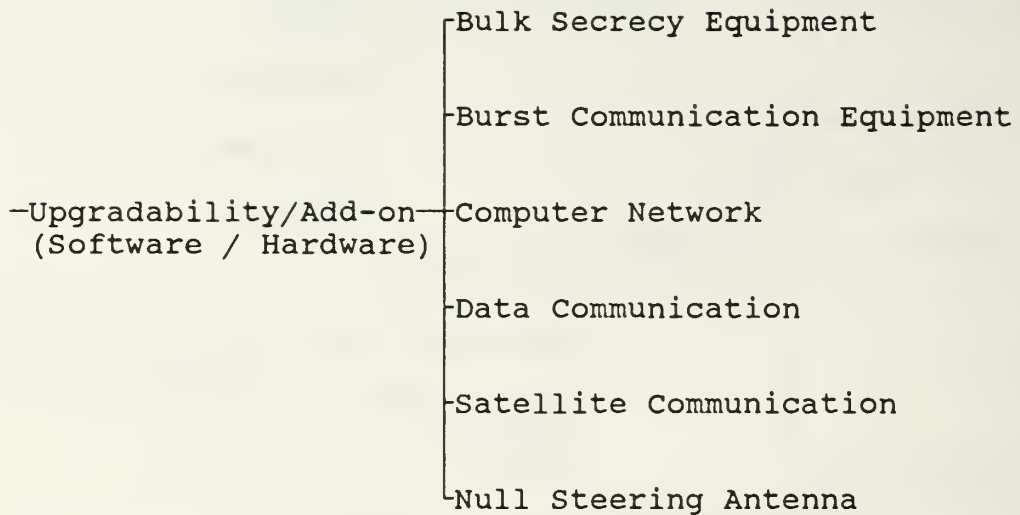 Bulk Secrecy Equipment
Burst Communication Equipment
Upgradability/Add-on
Computer Network
(Software / Hardware)
Data Communication
Satellite Communication
Null Steering Antenna